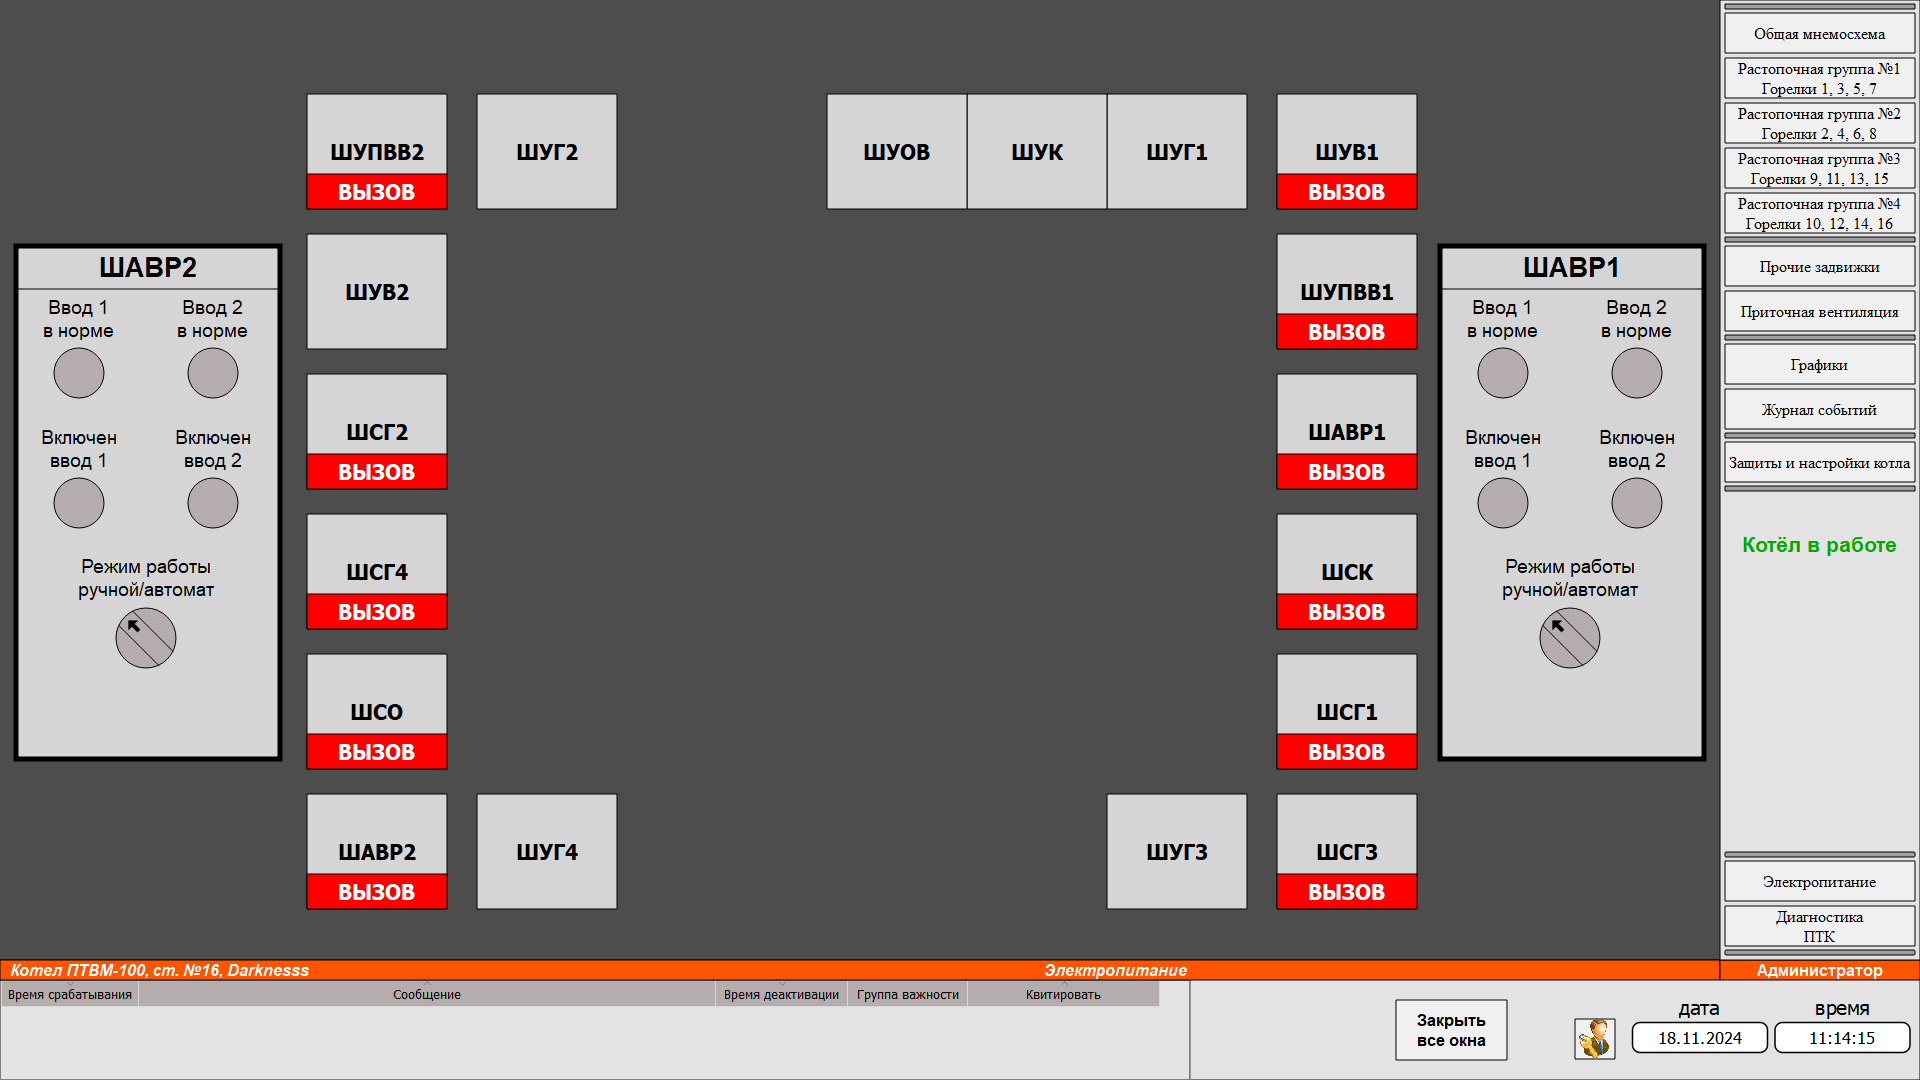 ШУПВВ2
ВЫЗОВ
ШУГ2
ШУОВ
ШУК
ШУГ1
ШУВ1
ВЫЗОВ
ШАВР2
Ввод 1
в норме
Ввод 2
в норме
Включен
ввод 1
Включен
ввод 2
Режим работы
ручной/автомат
ШУВ2
ШСГ2
ВЫЗОВ
ШСГ4
ВЫЗОВ
ШСО
ВЫЗОВ
ШАВР2
ВЫЗОВ
ШУГ4
ШУПВВ1
ВЫЗОВ
ШАВР1
ВЫЗОВ
ШСК
ВЫЗОВ
ШСГ1
ВЫЗОВ
ШУГ3
ШСГ3
ВЫЗОВ
ШАВР1
Ввод 1
в норме
Ввод 2
в норме
Включен
ввод 1
Включен
ввод 2
Режим работы
ручной/автомат
Общая мнемосхема
Растопочная группа №1
Горелки 1, 3, 5, 7
Растопочная группа №2
Горелки 2, 4, 6, 8
Растопочная группа №3
Горелки 9, 11, 13, 15
Растопочная группа №4
Горелки 10, 12, 14, 16
Прочие задвижки
Приточная вентиляция
Графики
Журнал событий
Защиты и настройки котла
Котёл в работе
Электропитание
Диагностика
ПТК
Котел ПТВМ-100, ст. №16, Darknesss
Электропитание
Администратор
Время срабатывания
Сообщение
Время деактивации
Группа важности
Квитировать
Закрыть
все окна
дата
18.11.2024
время
11:14:15